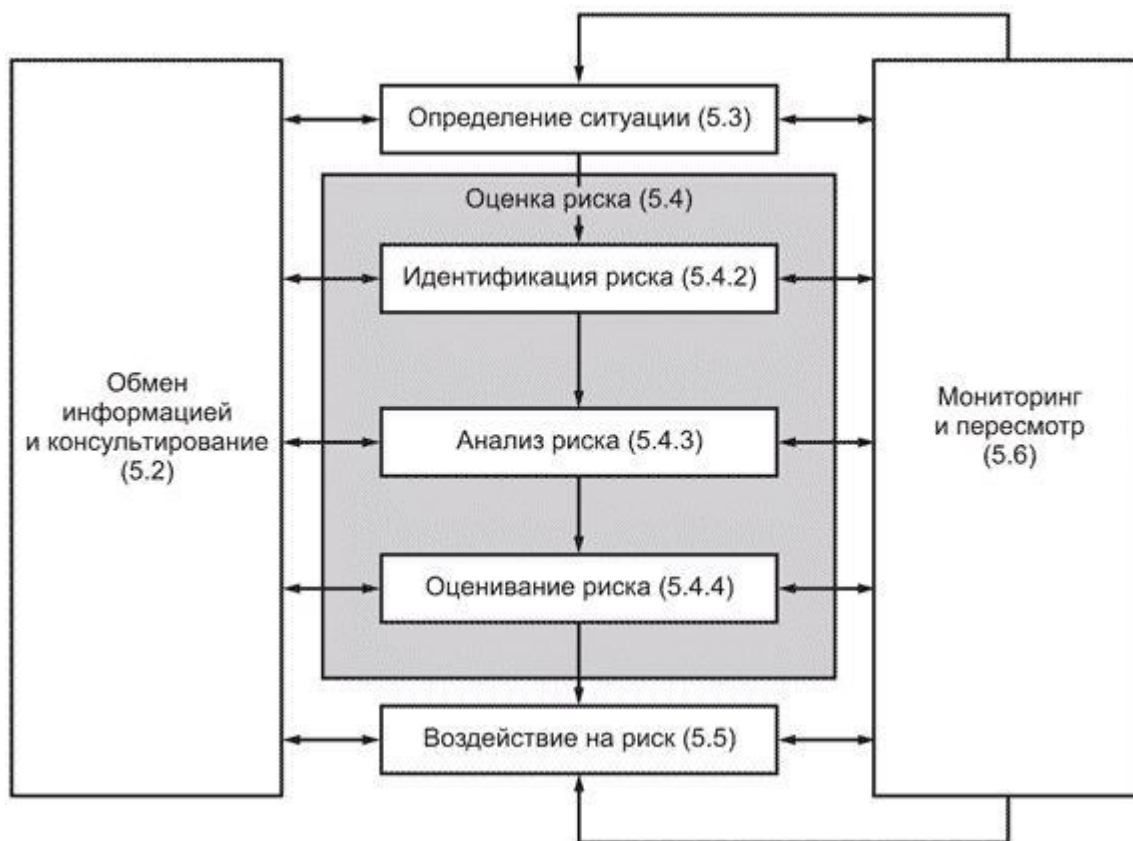 Определение ситуации (5.3)
Оценка риска (5.4)
Идентификация риска (5.4.2)
Обмен
информацией
и консультирование
(5.2)
Анализ риска (5.4.3)
Мониторинг
и пересмотр
(5.6)
Оценивание риска (5.4.4)
Воздействие на риск (5.5)